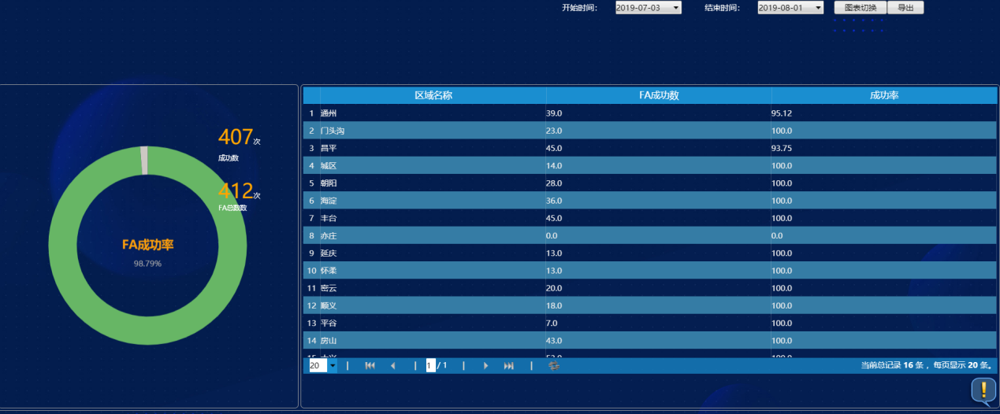 开始时间: 2019-07-03 结束时间: 2019-08-01 图表切换 导出
407次
成功数
412次
FA总数数
FA成功率
98.79%
区域名称 FA成功数 成功率
1 通州 39.0 95.12
2 门头沟 23.0 100.0
3 昌平 45.0 93.75
4 城区 14.0 100.0
5 朝阳 28.0 100.0
6 海淀 36.0 100.0
7 丰台 45.0 100.0
8 亦庄 0.0 0.0
9 延庆 13.0 100.0
10 怀柔 13.0 100.0
11 密云 20.0 100.0
12 顺义 18.0 100.0
13 平谷 7.0 100.0
14 房山 43.0 100.0
20 1 / 1 当前总记录 16 条 ，每页显示 20 条。